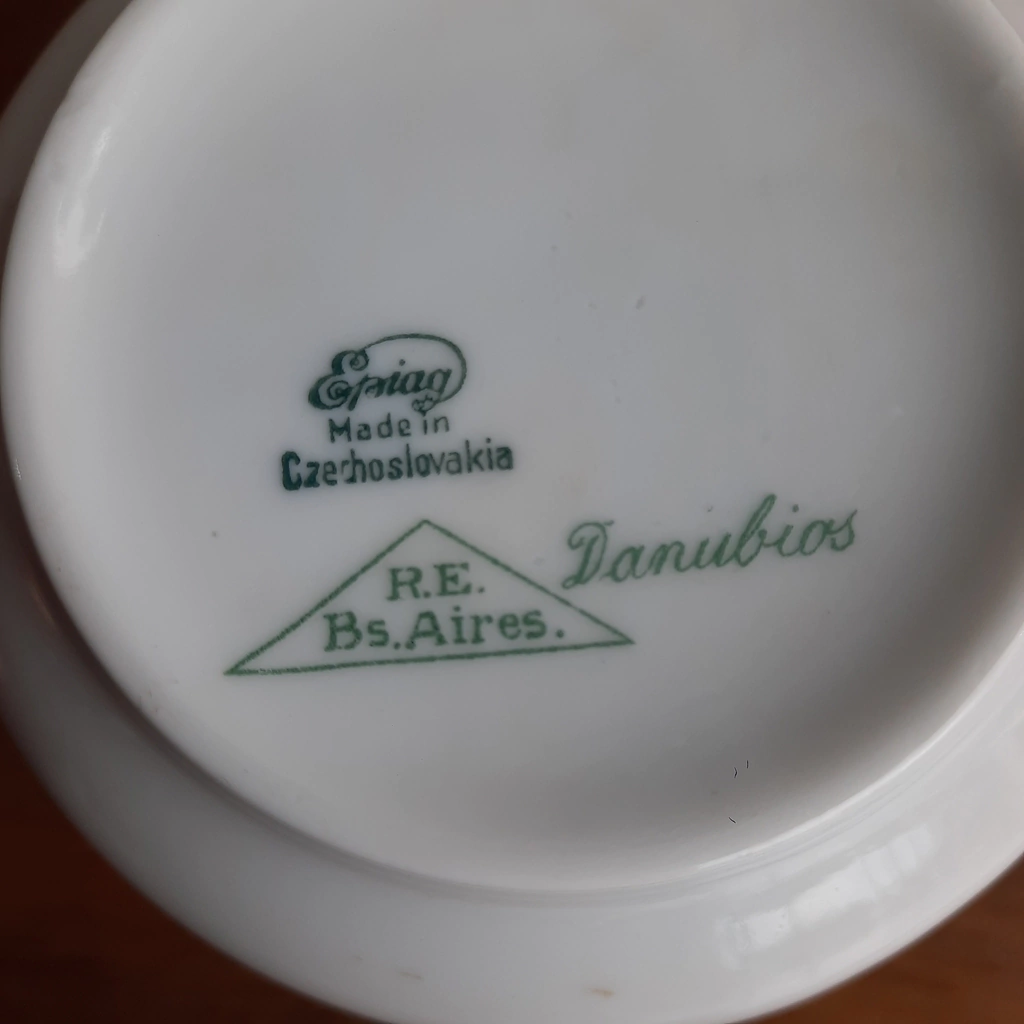 Epiag
Made in
Czechoslovakia
R.E.
Bs.Aires.
Danubios